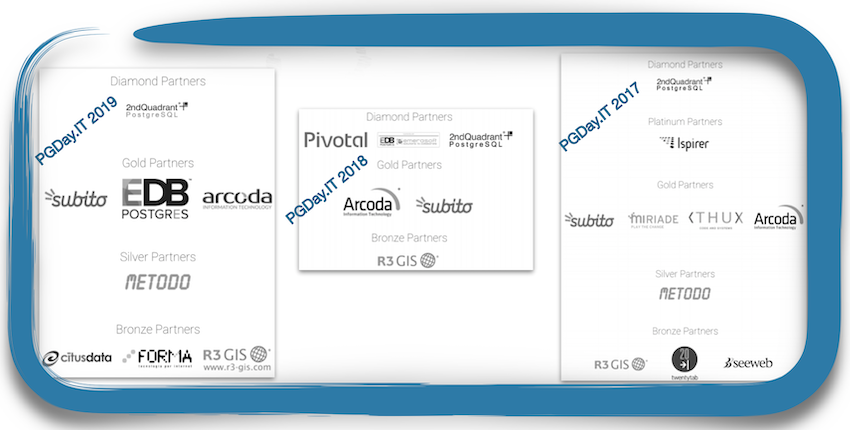 PGDay.IT 2019
Diamond Partners
2ndQuadrant
PostgreSQL
Gold Partners
subito
EDB
POSTGRES
arcoda
INFORMATION TECHNOLOGY
Silver Partners
METODO
Bronze Partners
citusdata
FORMA
tecnologie per internet
R3 GIS
www.r3-gis.com
PGDay.IT 2018
Diamond Partners
Pivotal
EDB
2ndQuadrant
PostgreSQL
Gold Partners
Arcoda
Information Technology
subito
Bronze Partners
R3 GIS
PGDay.IT 2017
Diamond Partners
2ndQuadrant
PostgreSQL
Platinum Partners
Ispirer
Gold Partners
subito
MIRIADE
PLAY THE CHANGE
THUX
CODE AND SYSTEMS
Arcoda
Information Technology
Silver Partners
METODO
Bronze Partners
R3 GIS
20
twentytab
seeweb